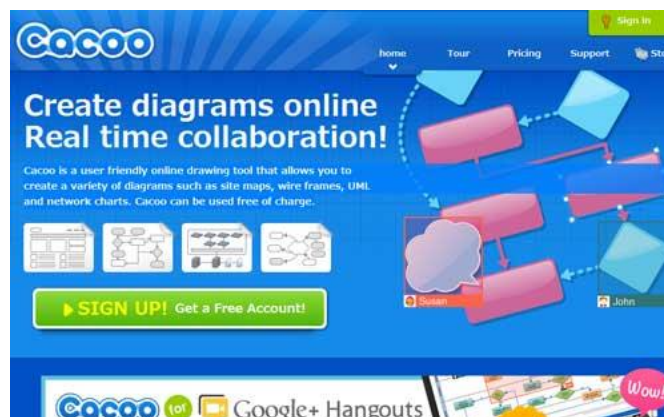 Cacoo
Sign in
home Tour Pricing Support
Create diagrams online
Real time collaboration!
Cacoo is a user friendly online drawing tool that allows you to
create a variety of diagrams such as site maps, wire frames, UML
and network charts. Cacoo can be used free of charge.
Susan
John
SIGN UP! Get a Free Account!
Wow!
Cacoo for Google+ Hangouts